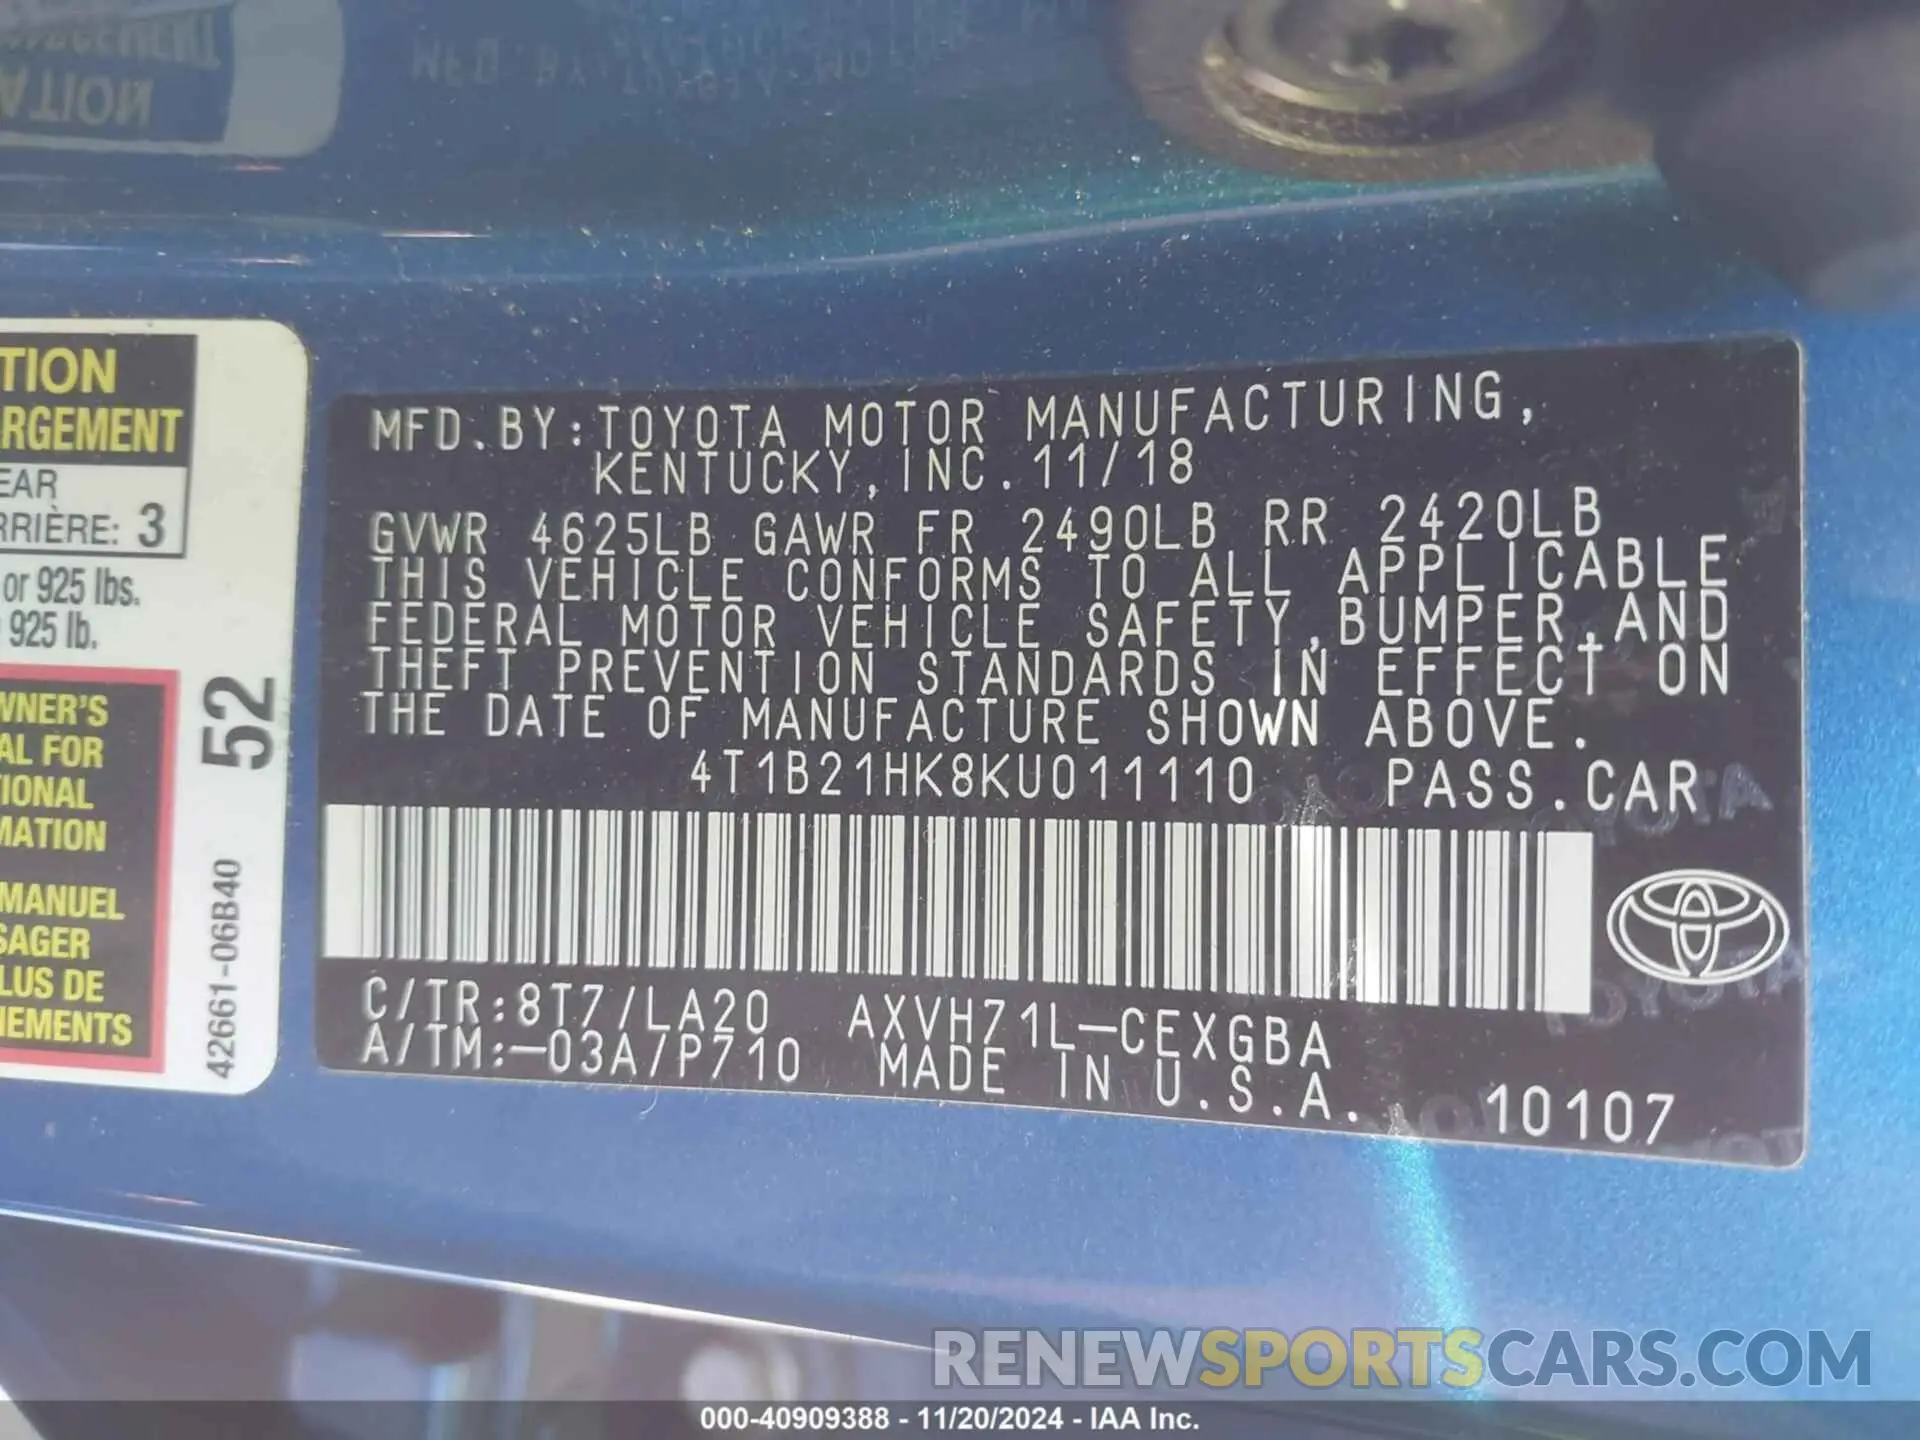 TION
RGEMENT
EAR
RRIÈRE: 3
or 925 lbs.
925 lb.
WNER'S
AL FOR
IONAL
MATION
MANUEL
SAGER
LUS DE
NEMENTS
52
42661-06B40
MFD.BY:TOYOTA MOTOR MANUFACTURING,
KENTUCKY,INC.11/18
GVWR 4625LB GAWR FR 2490LB RR 2420LB
THIS VEHICLE CONFORMS TO ALL APPLICABLE
FEDERAL MOTOR VEHICLE SAFETY,BUMPER,AND
THEFT PREVENTION STANDARDS IN EFFECT ON
THE DATE OF MANUFACTURE SHOWN ABOVE.
4T1B21HK8KU011110 PASS.CAR
C/TR:8T7/LA20 AXVH71L-CEXGBA
A/TM:-03A/P710 MADE IN U.S.A.
10107
RENEWSPORTSCARS.COM
000-40909388 - 11/20/2024 - IAA Inc.